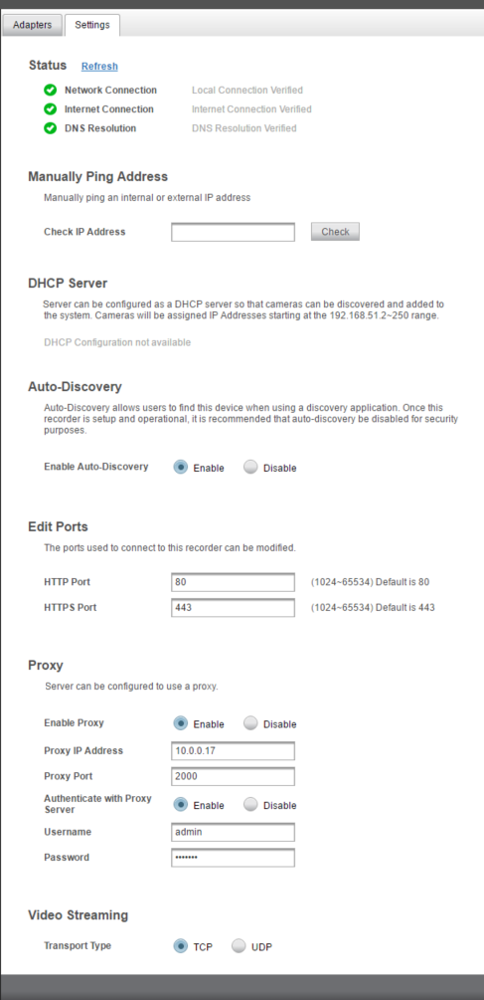 Adapters Settings
Status Refresh
Network Connection Local Connection Verified
Internet Connection Internet Connection Verified
DNS Resolution DNS Resolution Verified
Manually Ping Address
Manually ping an internal or external IP address
Check IP Address Check
DHCP Server
Server can be configured as a DHCP server so that cameras can be discovered and added to
the system. Cameras will be assigned IP Addresses starting at the 192.168.51.2~250 range.
DHCP Configuration not available
Auto-Discovery
Auto-Discovery allows users to find this device when using a discovery application. Once this
recorder is setup and operational, it is recommended that auto-discovery be disabled for security
purposes.
Enable Auto-Discovery Enable Disable
Edit Ports
The ports used to connect to this recorder can be modified.
HTTP Port 80 (1024~65534) Default is 80
HTTPS Port 443 (1024~65534) Default is 443
Proxy
Server can be configured to use a proxy.
Enable Proxy Enable Disable
Proxy IP Address 10.0.0.17
Proxy Port 2000
Authenticate with Proxy
Server Enable Disable
Username admin
Password •••••••
Video Streaming
Transport Type TCP UDP